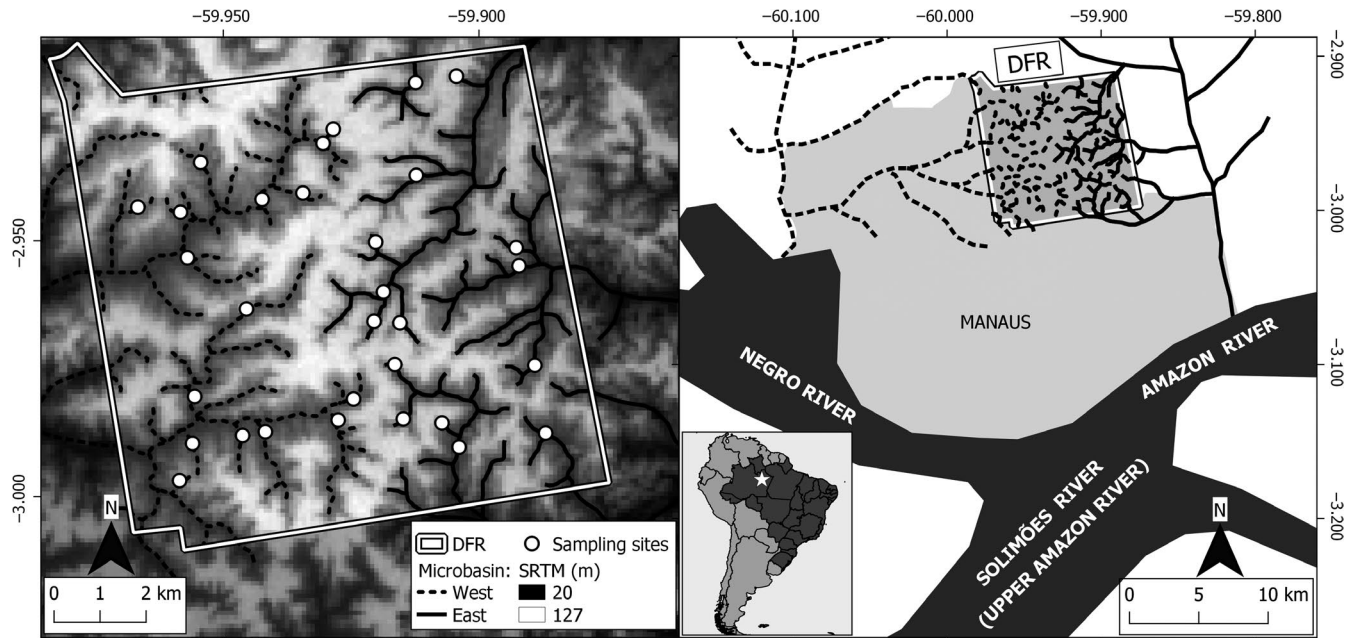 −59.950
−59.900
−60.100
−60.000
−59.900
−59.800
−2.900
DFR
−2.950
−3.000
MANAUS
NEGRO RIVER
AMAZON RIVER
−3.100
SOLIMÕES RIVER
(UPPER AMAZON RIVER)
−3.000
−3.200
N
N
DFR
Sampling sites
Microbasin:
SRTM (m)
West
20
East
127
0 1 2 km
0 5 10 km